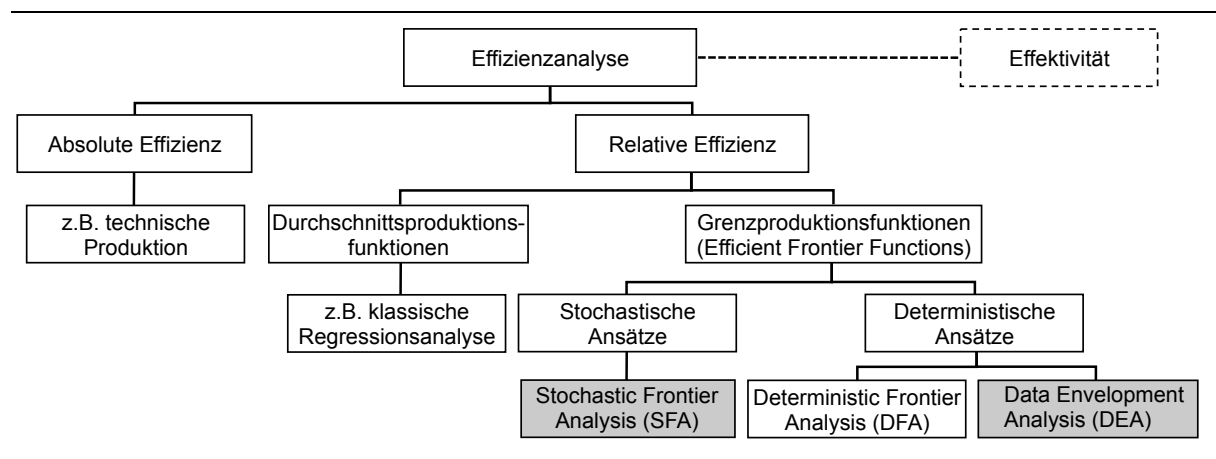 Effizienzanalyse
Effektivität
Absolute Effizienz
Relative Effizienz
z.B. technische
Produktion
Durchschnittsproduktions-
funktionen
Grenzproduktionsfunktionen
(Efficient Frontier Functions)
z.B. klassische
Regressionsanalyse
Stochastische
Ansätze
Deterministische
Ansätze
Stochastic Frontier
Analysis (SFA)
Deterministic Frontier
Analysis (DFA)
Data Envelopment
Analysis (DEA)